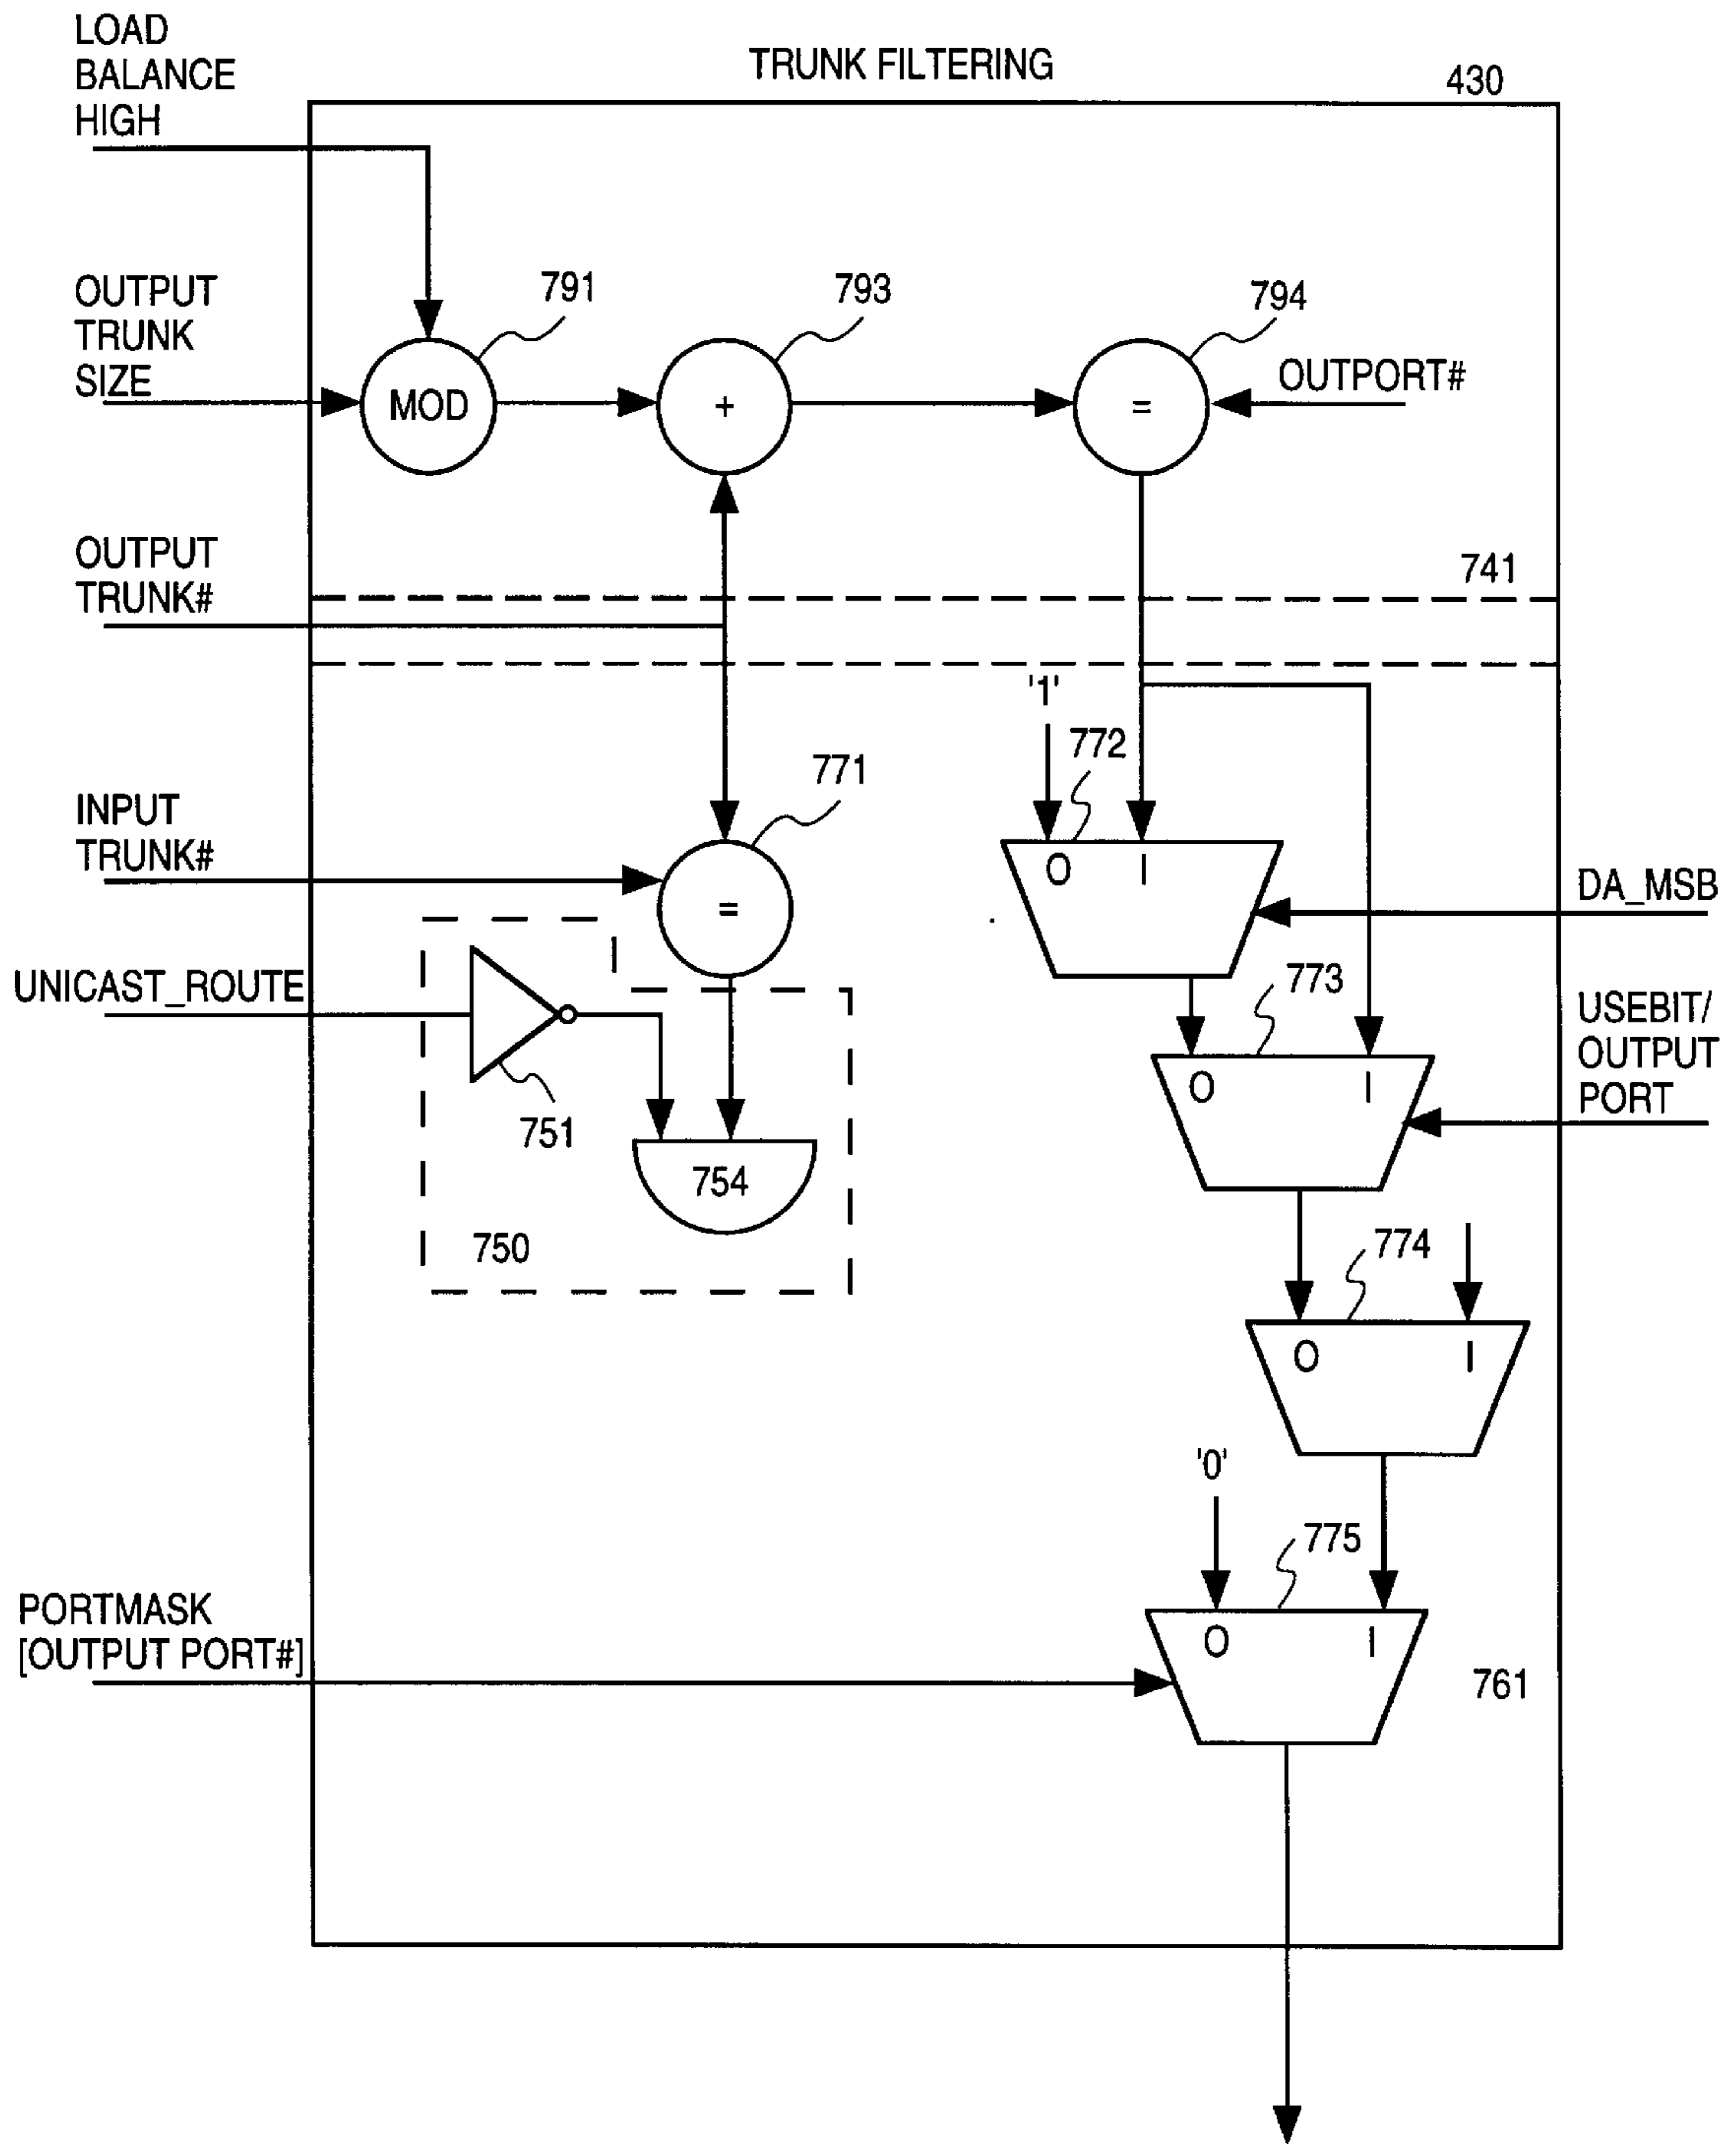 LOAD
BALANCE
HIGH
TRUNK FILTERING
430
OUTPUT
TRUNK
SIZE
791
793
794
MOD
+
=
OUTPORT#
OUTPUT
TRUNK#
741
'1'
772
771
INPUT
TRUNK#
O I
=
DA_MSB
UNICAST_ROUTE
773
USEBIT/
OUTPUT
PORT
O I
751
754
750
774
O I
'0'
775
PORTMASK
[OUTPUT PORT#]
O I
761